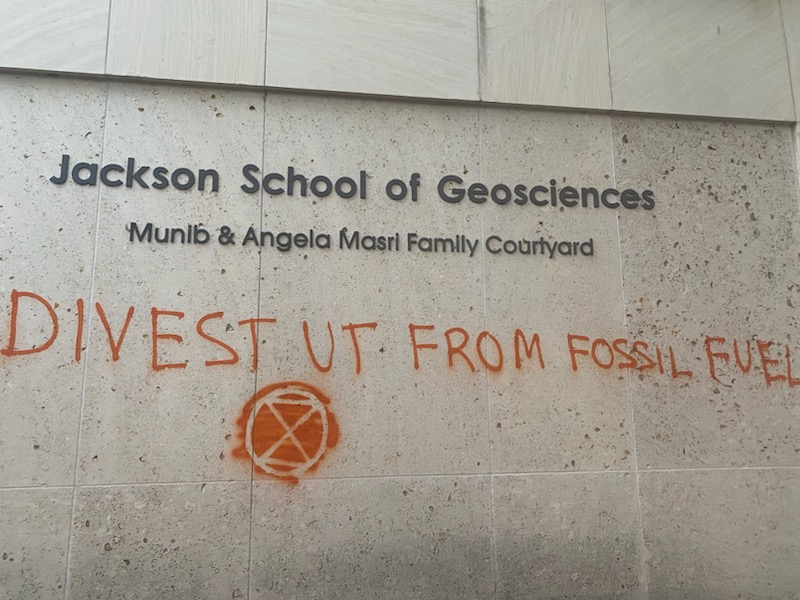 Jackson School of Geosciences
Munib & Angela Masri Family Courtyard
DIVEST UT FROM FOSSIL FUEL